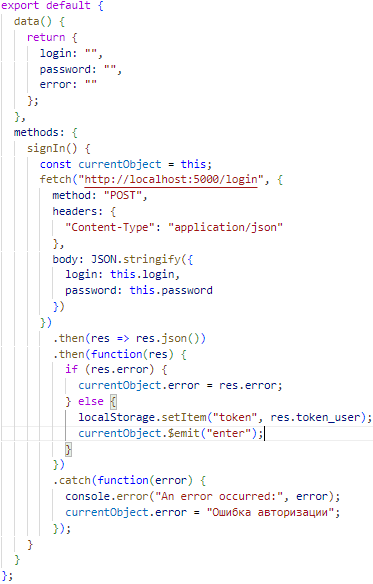 export default {
  data() {
    return {
      login: "",
      password: "",
      error: ""
    };
  },
  methods: {
    signIn() {
      const currentObject = this;
      fetch("http://localhost:5000/login", {
        method: "POST",
        headers: {
          "Content-Type": "application/json"
        },
        body: JSON.stringify({
          login: this.login,
          password: this.password
        })
      })
        .then(res => res.json())
        .then(function(res) {
          if (res.error) {
            currentObject.error = res.error;
          } else {
            localStorage.setItem("token", res.token_user);
            currentObject.$emit("enter");
          }
        })
        .catch(function(error) {
          console.error("An error occurred:", error);
          currentObject.error = "Ошибка авторизации";
        });
    }
  }
};